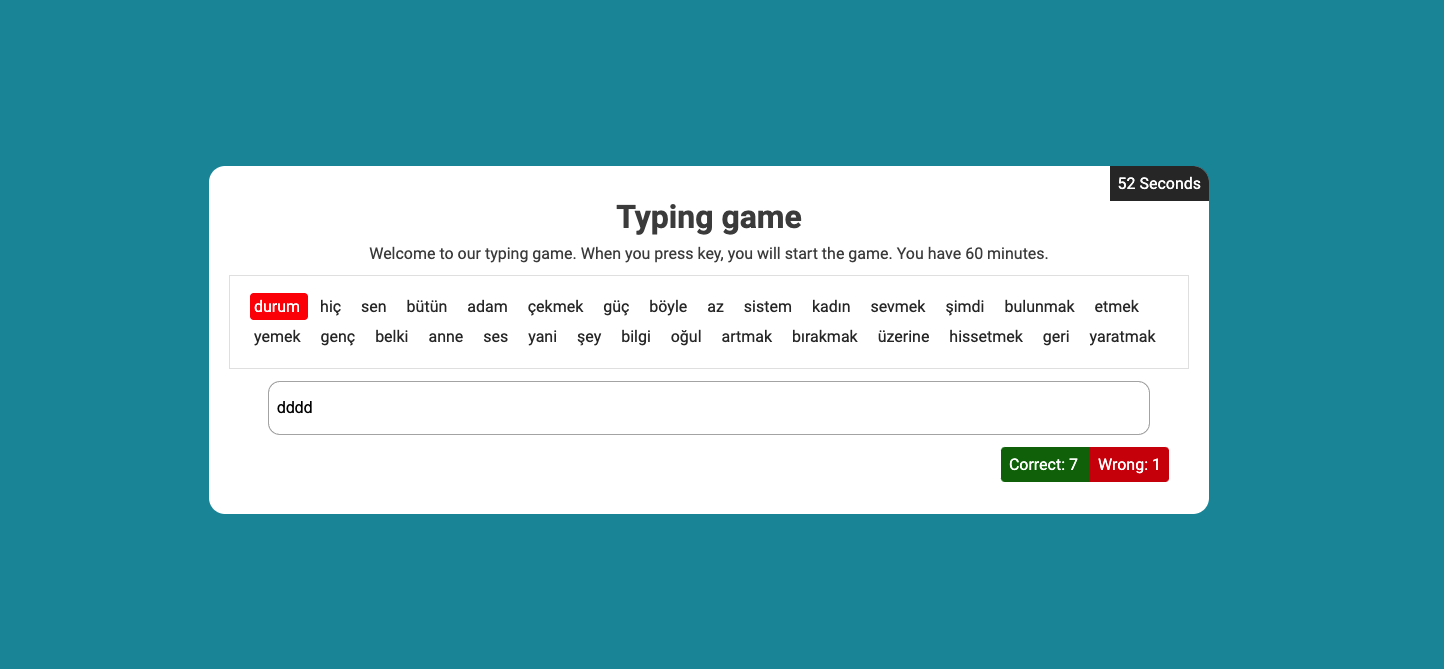 52 Seconds
Typing game
Welcome to our typing game. When you press key, you will start the game. You have 60 minutes.
durum hiç sen bütün adam çekmek güç böyle az sistem kadın sevmek şimdi bulunmak etmek
yemek genç belki anne ses yani şey bilgi oğul artmak bırakmak üzerine hissetmek geri yaratmak
dddd
Correct: 7 Wrong: 1